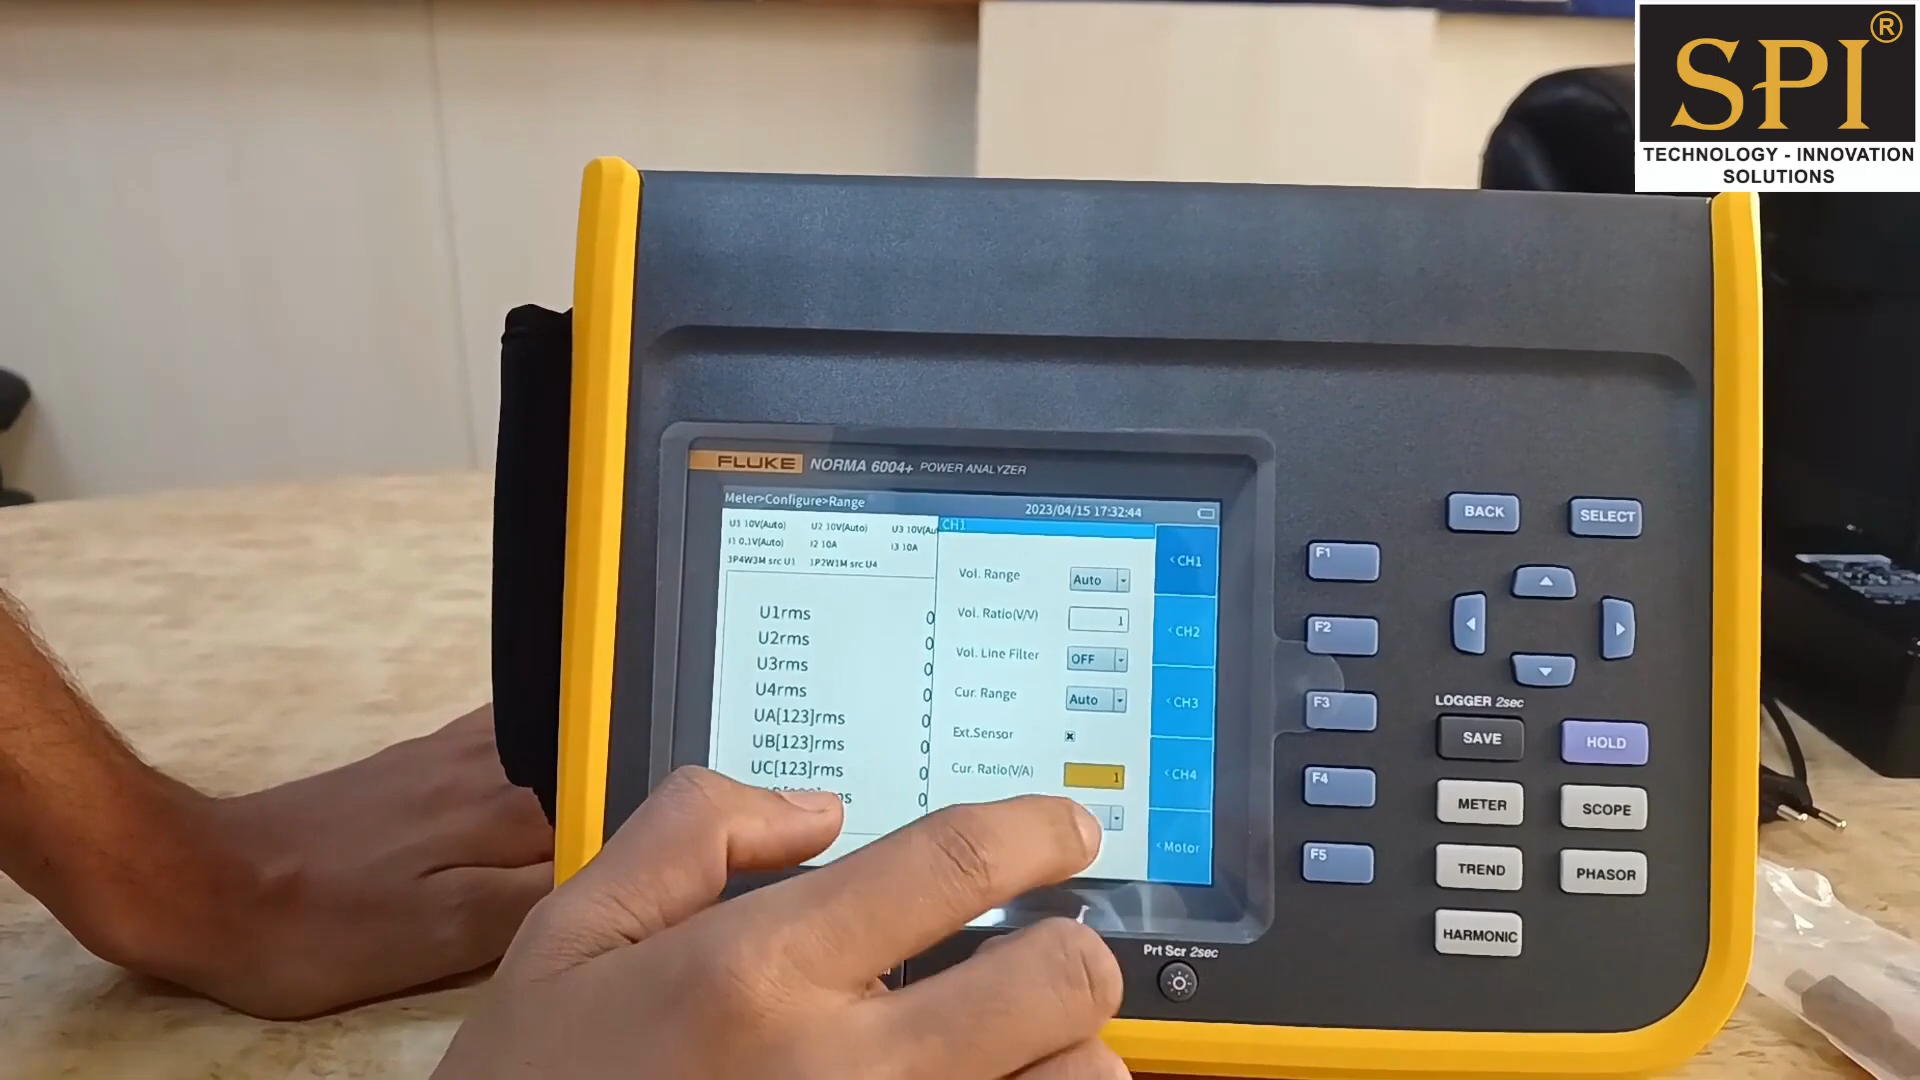 SPI®
TECHNOLOGY - INNOVATION
SOLUTIONS
FLUKE NORMA 6004+ POWER ANALYZER
Meter>Configure>Range 2023/04/15 17:32:44
U1 10V(Auto) U2 10V(Auto) U3 10V(Au
I1 0.1V(Auto) I2 10A I3 10A
3P4W3M src U1 1P2W1M src U4
CH1
Vol. Range Auto
Vol. Ratio(V/V) 1
Vol. Line Filter OFF
Cur. Range Auto
Ext.Sensor
Cur. Ratio(V/A) 1
U1rms 0
U2rms 0
U3rms 0
U4rms 0
UA[123]rms 0
UB[123]rms 0
UC[123]rms 0
0
<CH1
<CH2
<CH3
<CH4
<Motor
F1
F2
F3
F4
F5
BACK
SELECT
LOGGER 2sec
SAVE
HOLD
METER
SCOPE
TREND
PHASOR
HARMONIC
Prt Scr 2sec